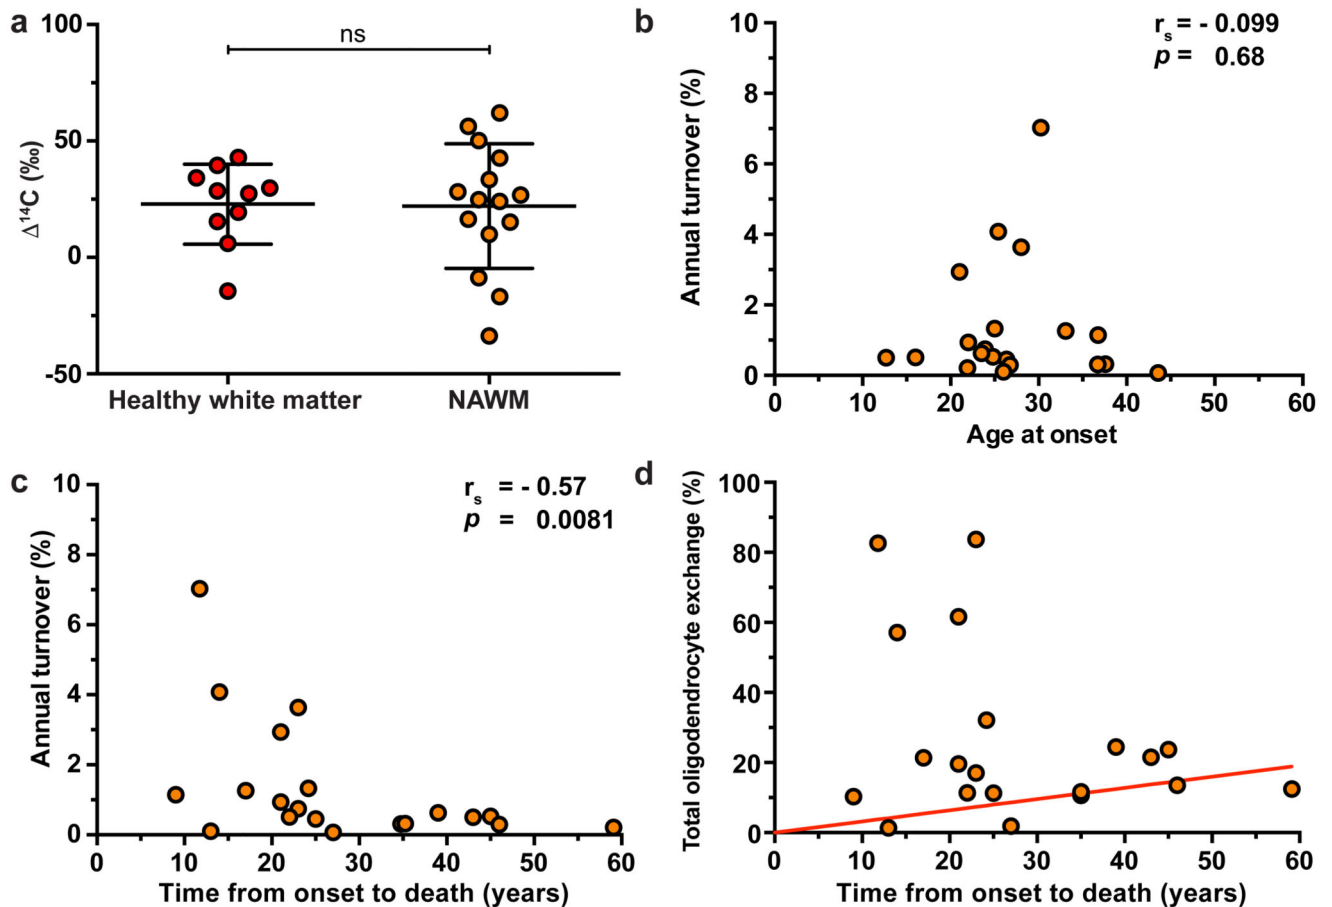 a
100
50
0
-50
Δ¹⁴C (‰)
ns
Healthy white matter
NAWM
b
rₛ = - 0.099
p = 0.68
10
8
6
4
2
0
Annual turnover (%)
0 10 20 30 40 50 60
Age at onset
c
rₛ = - 0.57
p = 0.0081
10
8
6
4
2
0
Annual turnover (%)
0 10 20 30 40 50 60
Time from onset to death (years)
d
100
80
60
40
20
0
Total oligodendrocyte exchange (%)
0 10 20 30 40 50 60
Time from onset to death (years)